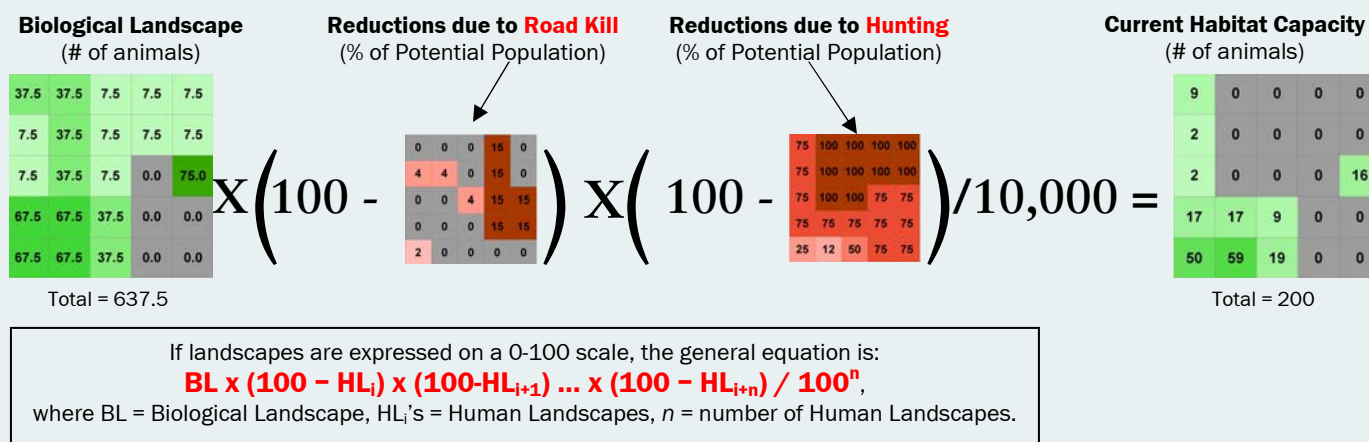 Biological Landscape
(# of animals)
Reductions due to Road Kill
(% of Potential Population)
Reductions due to Hunting
(% of Potential Population)
Current Habitat Capacity
(# of animals)
37.5 37.5 7.5 7.5 7.5
7.5 37.5 7.5 7.5 7.5
7.5 37.5 7.5 0.0 75.0
67.5 67.5 37.5 0.0 0.0
67.5 67.5 37.5 0.0 0.0
Total = 637.5
X(100 -
0 0 0 15 0
4 4 0 15 0
0 0 4 15 15
0 0 0 15 15
2 0 0 0 0
) X( 100 -
75 100 100 100 100
75 100 100 100 100
75 100 100 75 75
75 75 75 75 75
25 12 50 75 75
)/10,000 =
9 0 0 0 0
2 0 0 0 0
2 0 0 0 16
17 17 9 0 0
50 59 19 0 0
Total = 200
If landscapes are expressed on a 0-100 scale, the general equation is:
BL x (100 – HLi) x (100-HLi+1) ... x (100 – HLi+n) / 100ⁿ,
where BL = Biological Landscape, HLi's = Human Landscapes, n = number of Human Landscapes.